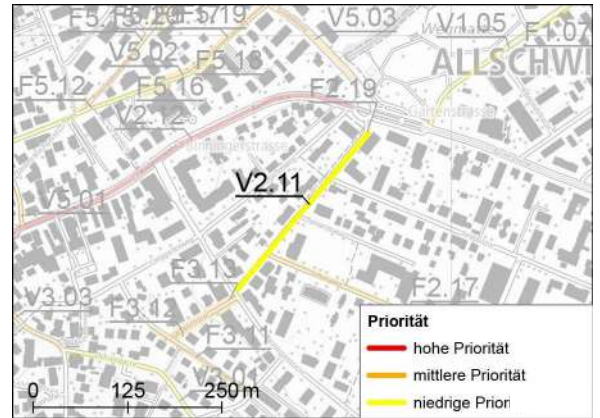 V5.03
V1.05
V5.02
F5.18
F1.07
ALLSCHWI
F5.12
F5.16
F2.19
Gartenstrasse
V2.12
Binningerstrasse
V2.11
V5.01
F3.13
V3.03
F2.17
F3.12
F3.11
Priorität
hohe Priorität
mittlere Priorität
niedrige Prior
0 125 250 m